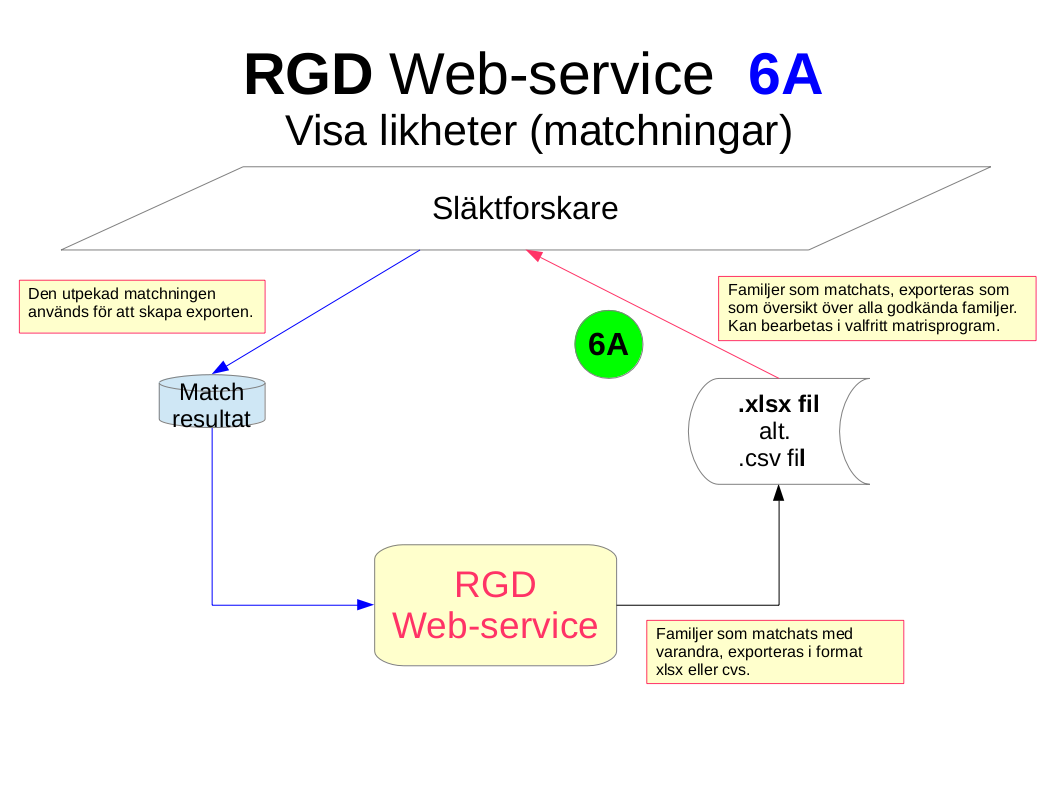 RGD Web-service 6A
Visa likheter (matchningar)
Släktforskare
Den utpekad matchningen
används för att skapa exporten.
Familjer som matchats, exporteras som
som översikt över alla godkända familjer.
Kan bearbetas i valfritt matrisprogram.
6A
Match
resultat
.xlsx fil
alt.
.csv fil
RGD
Web-service
Familjer som matchats med
varandra, exporteras i format
xlsx eller cvs.